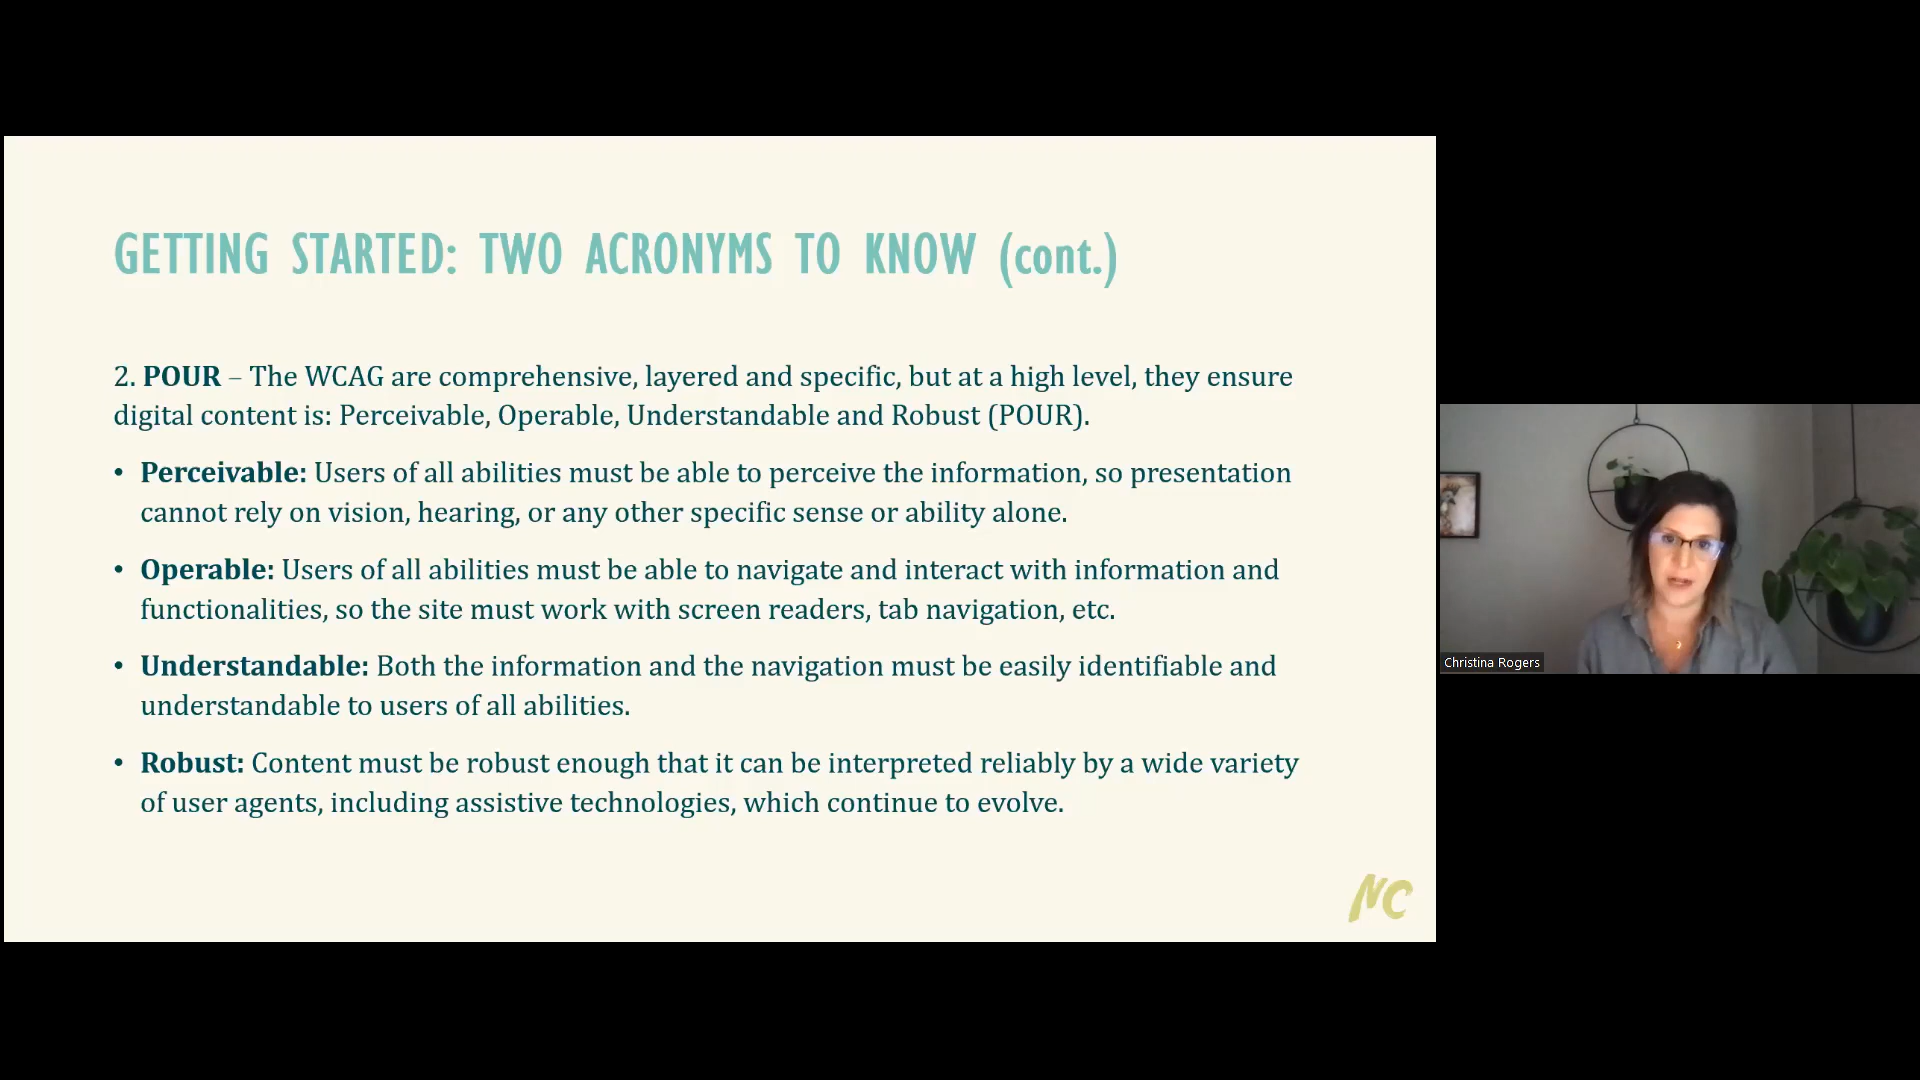 GETTING STARTED: TWO ACRONYMS TO KNOW (cont.)
2. POUR – The WCAG are comprehensive, layered and specific, but at a high level, they ensure
digital content is: Perceivable, Operable, Understandable and Robust (POUR).
• Perceivable: Users of all abilities must be able to perceive the information, so presentation
cannot rely on vision, hearing, or any other specific sense or ability alone.
• Operable: Users of all abilities must be able to navigate and interact with information and
functionalities, so the site must work with screen readers, tab navigation, etc.
• Understandable: Both the information and the navigation must be easily identifiable and
understandable to users of all abilities.
• Robust: Content must be robust enough that it can be interpreted reliably by a wide variety
of user agents, including assistive technologies, which continue to evolve.
NC
Christina Rogers